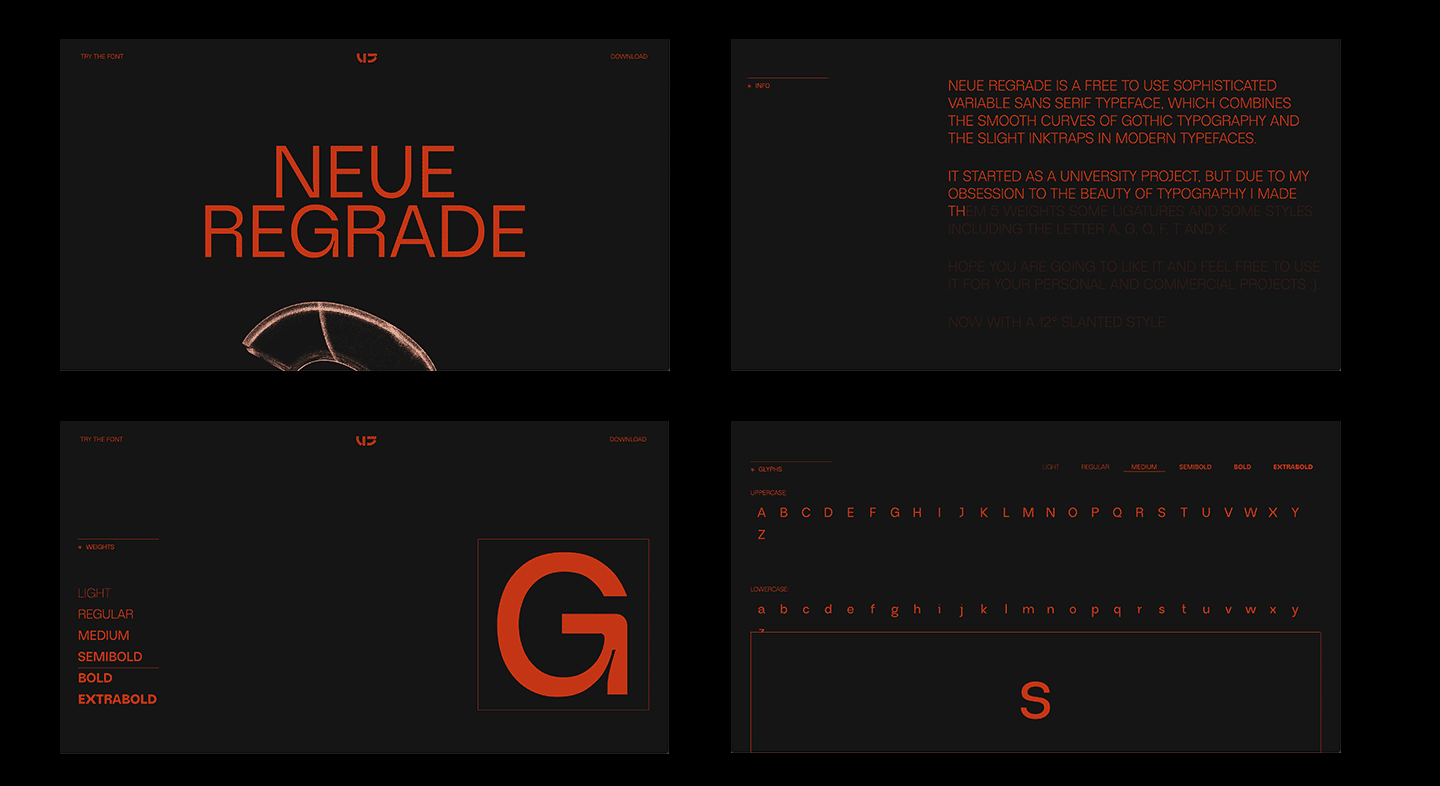 TRY THE FONT
DOWNLOAD
NEUE
REGRADE
INFO
NEUE REGRADE IS A FREE TO USE SOPHISTICATED
VARIABLE SANS SERIF TYPEFACE, WHICH COMBINES
THE SMOOTH CURVES OF GOTHIC TYPOGRAPHY AND
THE SLIGHT INKTRAPS IN MODERN TYPEFACES.
IT STARTED AS A UNIVERSITY PROJECT, BUT DUE TO MY
OBSESSION TO THE BEAUTY OF TYPOGRAPHY I MADE
THEM 5 WEIGHTS SOME LIGATURES AND SOME STYLES
INCLUDING THE LETTER A, G, O, F, T AND K.
HOPE YOU ARE GOING TO LIKE IT AND FEEL FREE TO USE
IT FOR YOUR PERSONAL AND COMMERCIAL PROJECTS :)
NOW WITH A 12° SLANTED STYLE
TRY THE FONT
DOWNLOAD
WEIGHTS
LIGHT
REGULAR
MEDIUM
SEMIBOLD
BOLD
EXTRABOLD
G
GLYPHS
LIGHT REGULAR MEDIUM SEMIBOLD BOLD EXTRABOLD
UPPERCASE:
A B C D E F G H I J K L M N O P Q R S T U V W X Y
Z
LOWERCASE:
a b c d e f g h i j k l m n o p q r s t u v w x y
z
S